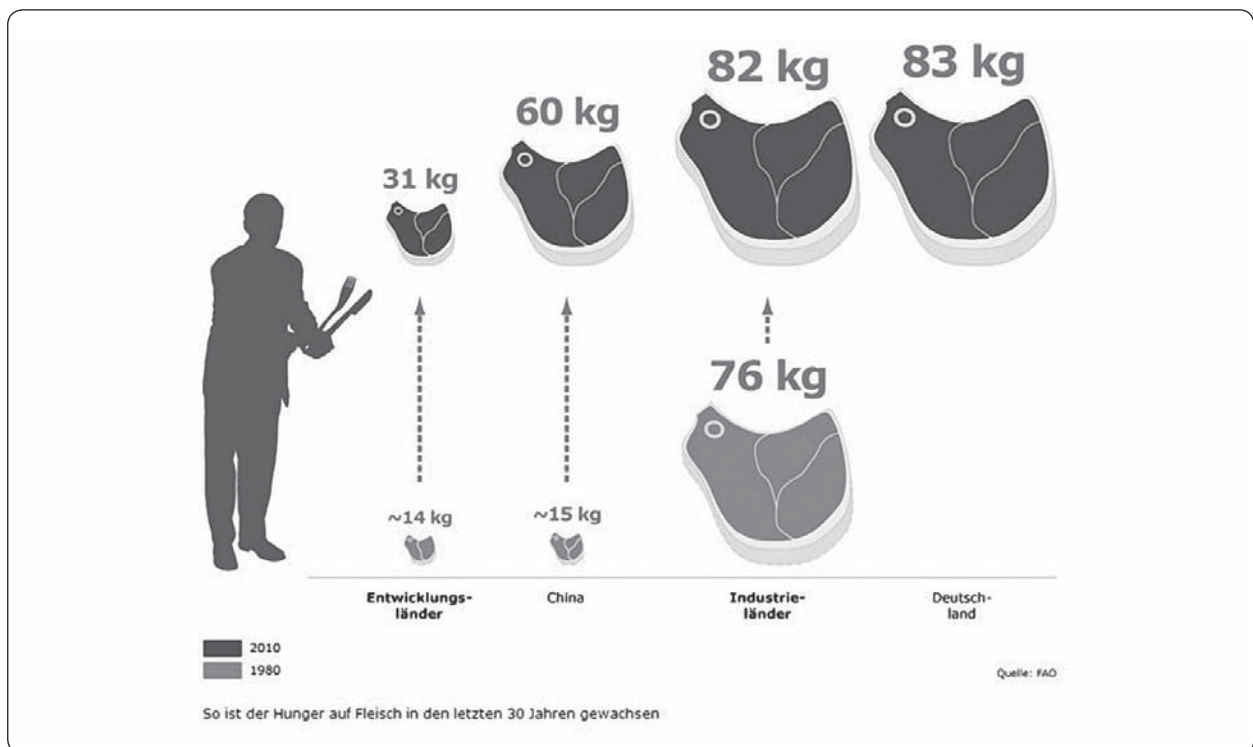 82 kg
83 kg
60 kg
31 kg
76 kg
~14 kg
~15 kg
Entwicklungs-
länder
China
Industrie-
länder
Deutsch-
land
2010
1980
Quelle: FAO
So ist der Hunger auf Fleisch in den letzten 30 Jahren gewachsen